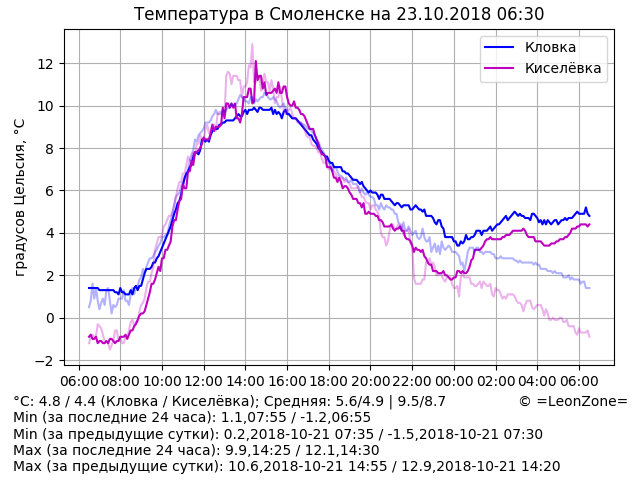 Температура в Смоленске на 23.10.2018 06:30
Кловка
Киселёвка
градусов Цельсия, °C
12
10
8
6
4
2
0
−2
06:00 08:00 10:00 12:00 14:00 16:00 18:00 20:00 22:00 00:00 02:00 04:00 06:00
°C: 4.8 / 4.4 (Кловка / Киселёвка); Средняя: 5.6/4.9 | 9.5/8.7 © =LeonZone=
Min (за последние 24 часа): 1.1,07:55 / -1.2,06:55
Min (за предыдущие сутки): 0.2,2018-10-21 07:35 / -1.5,2018-10-21 07:30
Max (за последние 24 часа): 9.9,14:25 / 12.1,14:30
Max (за предыдущие сутки): 10.6,2018-10-21 14:55 / 12.9,2018-10-21 14:20